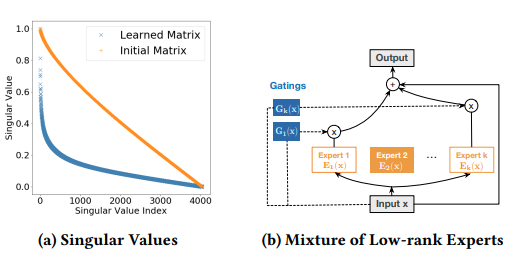 1.0
0.8
0.6
0.4
0.2
0.0
Singular Value
Learned Matrix
Initial Matrix
0 1000 2000 3000 4000
Singular Value Index
(a) Singular Values
Output
+
Gatings
Gk(x)
G1(x)
x
x
Expert 1
E1(x)
Expert 2
E2(x)
...
Expert k
Ek(x)
Input x
(b) Mixture of Low-rank Experts